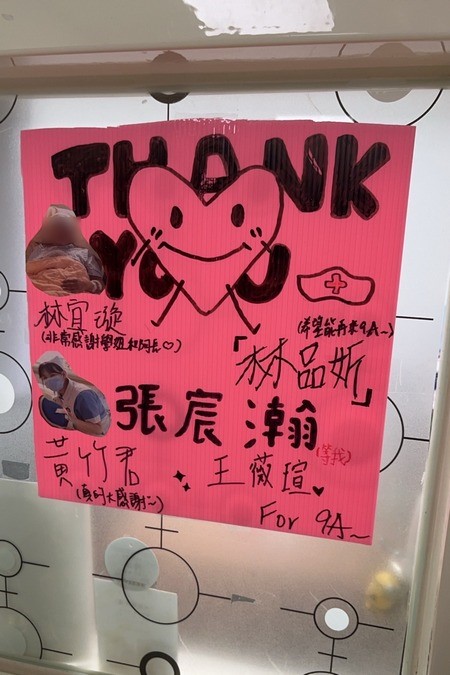 THANK
YOU
林宜璇
(非常感謝學姐和阿長♡)
(希望能再來9A~)
「林品妡」
張宸瀚
(等我)
黃竹君
(真的大感謝~)
王薇瑄
For 9A~